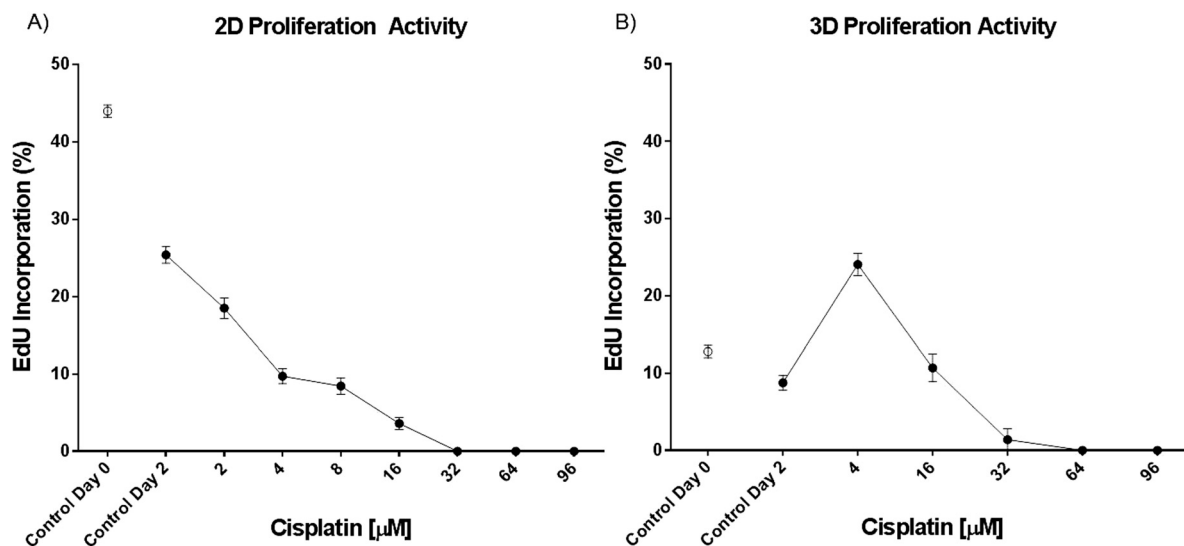 A)
2D Proliferation Activity
EdU Incorporation (%)
50
40
30
20
10
0
Control Day 0
Control Day 2
2
4
8
16
32
64
96
Cisplatin [µM]
B)
3D Proliferation Activity
EdU Incorporation (%)
50
40
30
20
10
0
Control Day 0
Control Day 2
4
16
32
64
96
Cisplatin [µM]